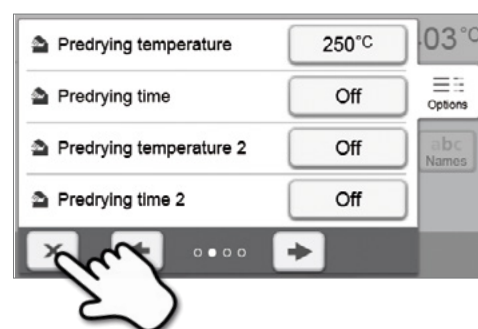 Predrying temperature 250°C
03°C
Predrying time Off
Options
Predrying temperature 2 Off
abc
Names
Predrying time 2 Off